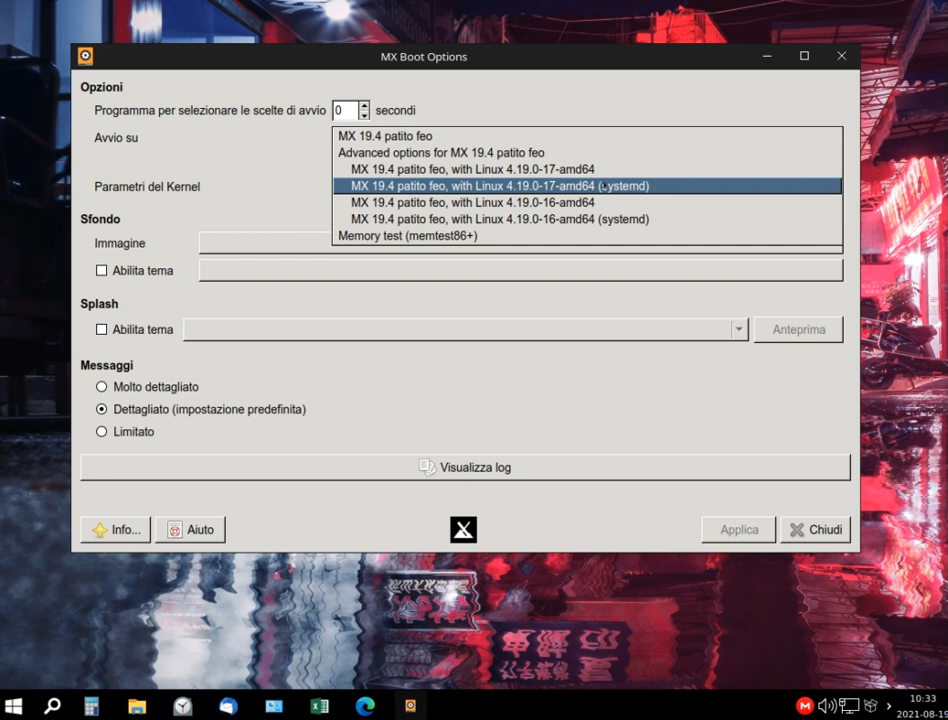 MX Boot Options
Opzioni
Programma per selezionare le scelte di avvio 0 secondi
Avvio su
MX 19.4 patito feo
Advanced options for MX 19.4 patito feo
MX 19.4 patito feo, with Linux 4.19.0-17-amd64
Parametri del Kernel
MX 19.4 patito feo, with Linux 4.19.0-17-amd64 (systemd)
MX 19.4 patito feo, with Linux 4.19.0-16-amd64
MX 19.4 patito feo, with Linux 4.19.0-16-amd64 (systemd)
Memory test (memtest86+)
Sfondo
Immagine
Abilita tema
Splash
Abilita tema
Anteprima
Messaggi
Molto dettagliato
Dettagliato (impostazione predefinita)
Limitato
Visualizza log
Info...
Aiuto
Applica
Chiudi
10:33
2021-08-19